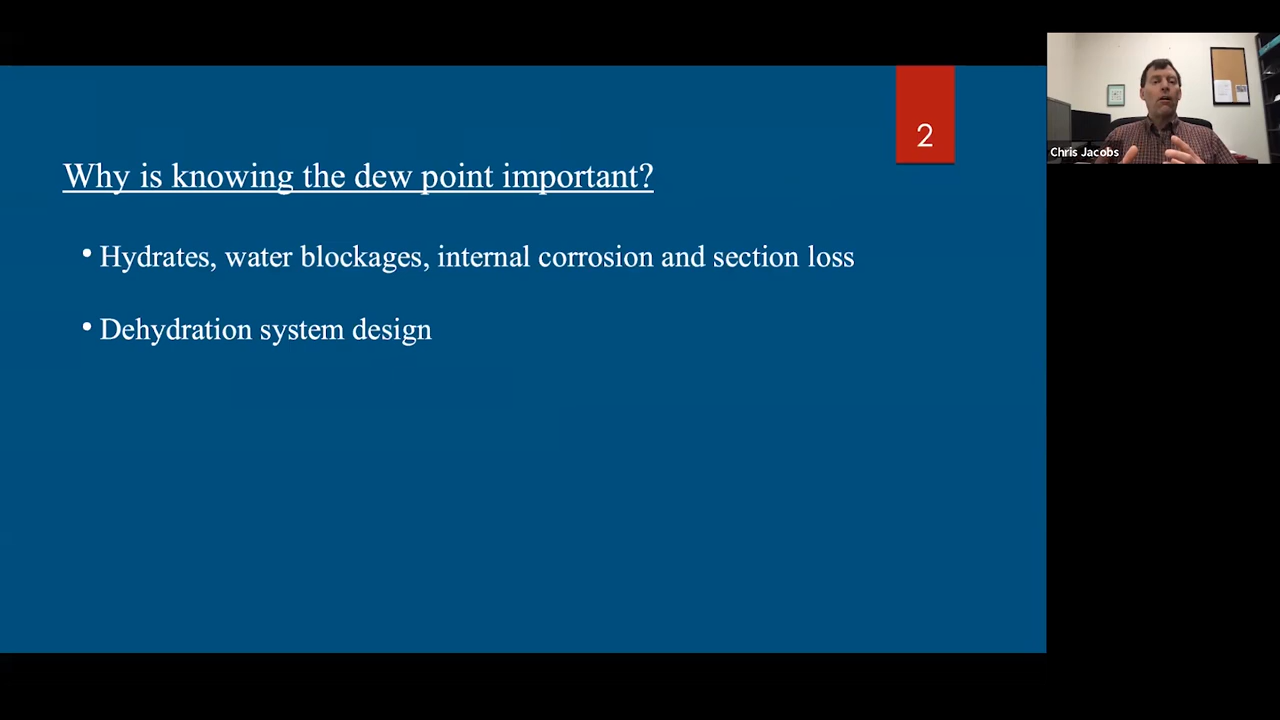 2
Why is knowing the dew point important?
• Hydrates, water blockages, internal corrosion and section loss
• Dehydration system design
Chris Jacobs